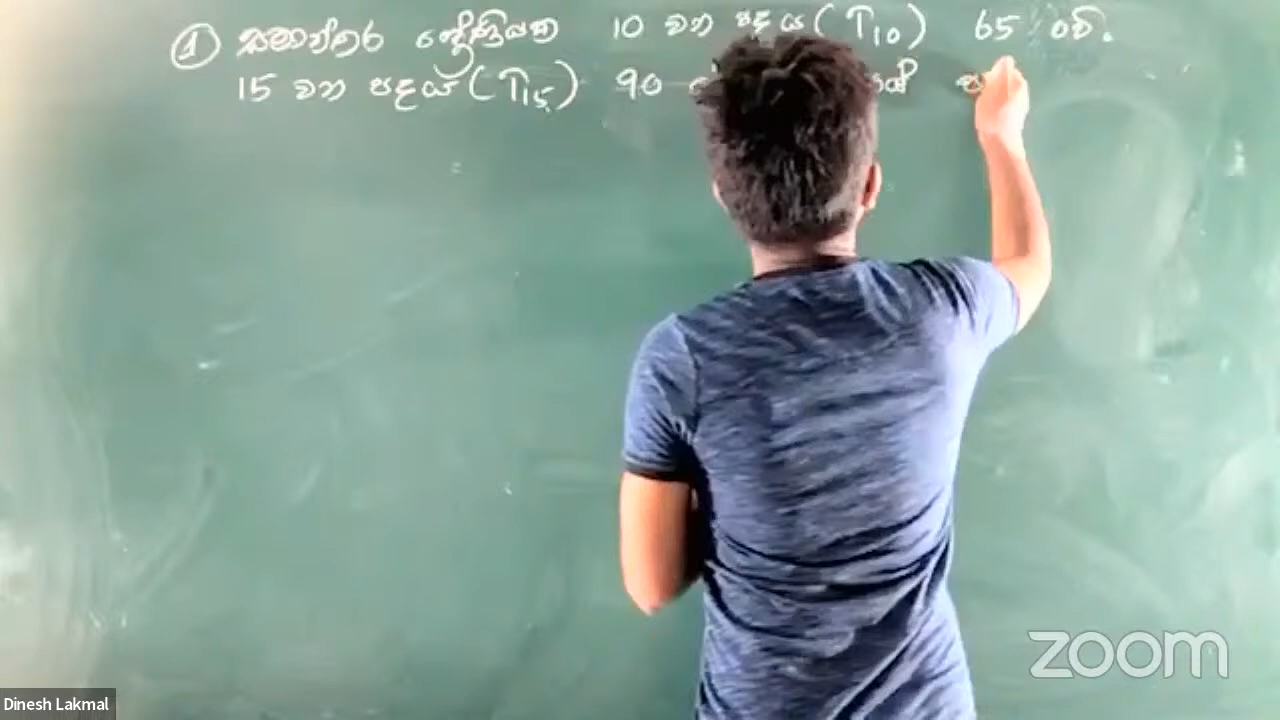 ① සමාන්තර ශ්‍රේණියක 10 වන පදය (T10) 65 වේ.
15 වන පදය (T15) 90
zoom
Dinesh Lakmal